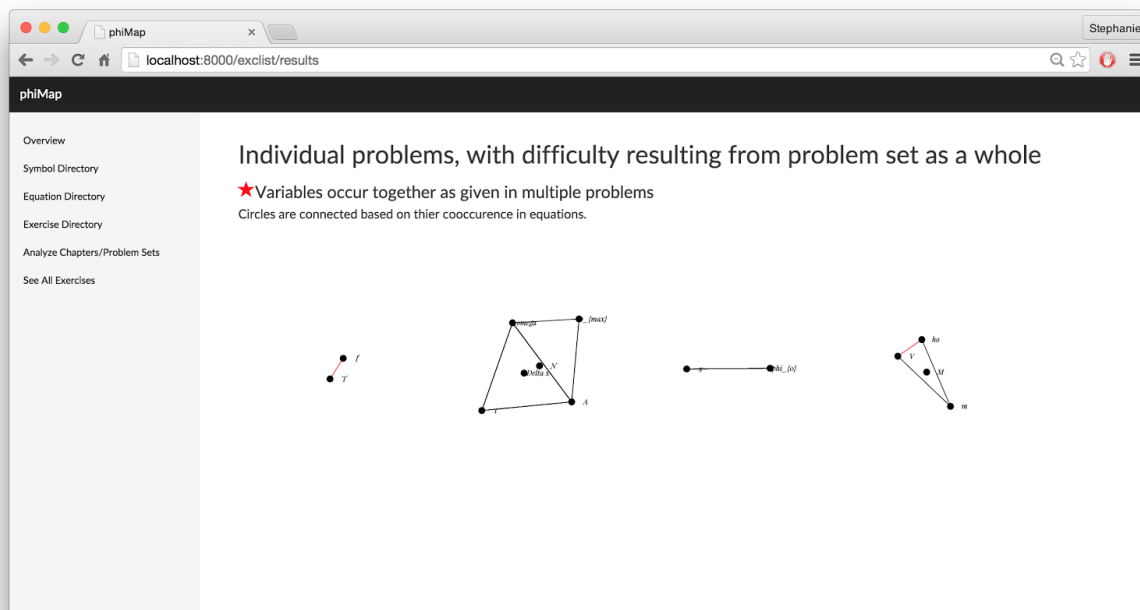 phiMap
Stephanie
localhost:8000/exclist/results
phiMap
Overview
Symbol Directory
Equation Directory
Exercise Directory
Analyze Chapters/Problem Sets
See All Exercises
Individual problems, with difficulty resulting from problem set as a whole
Variables occur together as given in multiple problems
Circles are connected based on thier cooccurence in equations.
f
T
omega
_{max}
N
Delta x
A
t
x
phi_{o}
ho
V
M
m